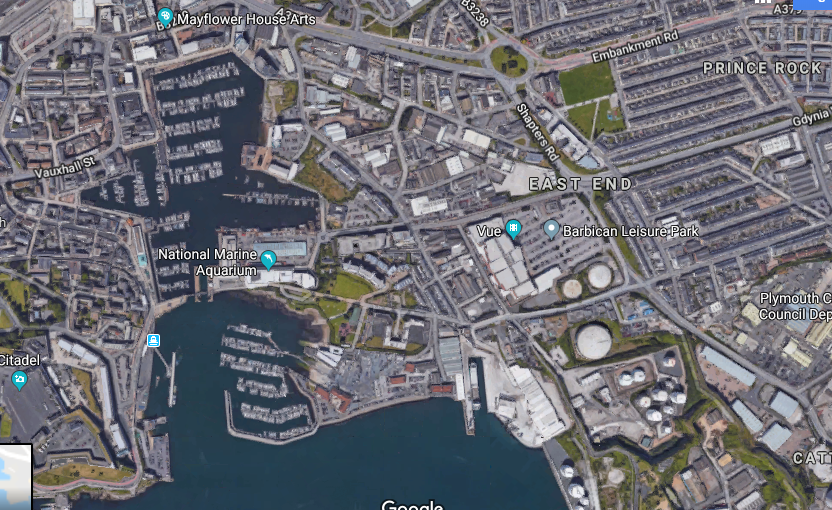 Mayflower House Arts
B3238
A379
Embankment Rd
PRINCE ROCK
Gdynia
Shapters Rd
Vauxhall St
EAST END
Vue
Barbican Leisure Park
National Marine
Aquarium
Plymouth C
Council Dep
Citadel
CATT
Google